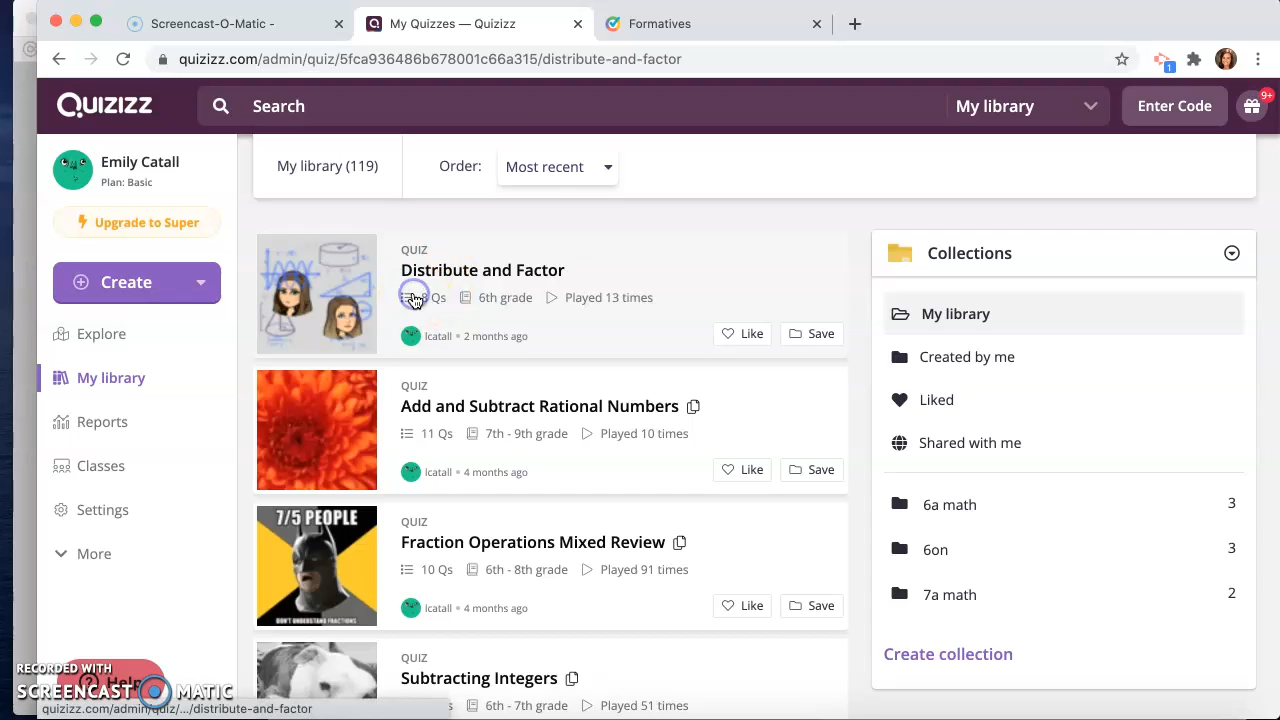 Screencast-O-Matic -
My Quizzes — Quizizz
Formatives
quizizz.com/admin/quiz/5fca936486b678001c66a315/distribute-and-factor
1
Quizizz
Search
My library
Enter Code
9+
Emily Catall
Plan: Basic
Upgrade to Super
Create
Explore
My library
Reports
Classes
Settings
More
Help
My library (119)
Order:
Most recent
QUIZ
Distribute and Factor
8 Qs
6th grade
Played 13 times
lcatall • 2 months ago
Like
Save
QUIZ
Add and Subtract Rational Numbers
11 Qs
7th - 9th grade
Played 10 times
lcatall • 4 months ago
Like
Save
7/5 PEOPLE
DON'T UNDERSTAND FRACTIONS
QUIZ
Fraction Operations Mixed Review
10 Qs
6th - 8th grade
Played 91 times
lcatall • 4 months ago
Like
Save
QUIZ
Subtracting Integers
Qs
6th - 7th grade
Played 51 times
Collections
My library
Created by me
Liked
Shared with me
6a math
3
6on
3
7a math
2
Create collection
RECORDED WITH
SCREENCAST MATIC
quizizz.com/admin/quiz/.../distribute-and-factor